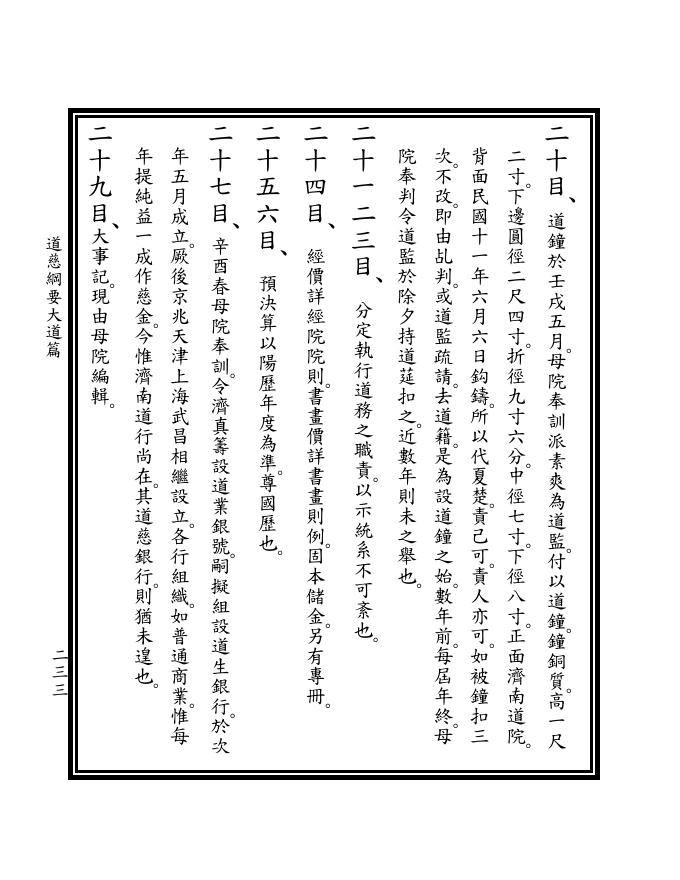 二十目、道鐘於壬戌五月。母院奉訓派素爽為道監。付以道鐘。鐘銅質。高一尺
二寸。下邊圓徑二尺四寸。折徑九寸六分。中徑七寸。下徑八寸。正面濟南道院。
背面民國十一年六月六日鈎鑄。所以代夏楚。責己可。責人亦可。如被鐘扣三
次。不改。即由乩判。或道監疏請。去道籍。是為設道鐘之始。數年前。每屆年終。母
院奉判令道監於除夕持道莛扣之。近數年則未之舉也。
二十一二三目、分定執行道務之職責。以示統系不可紊也。
二十四目、經價詳經院院則。書畫價詳書畫則例。固本儲金。另有專冊。
二十五六目、預決算以陽歷年度為準。尊國歷也。
二十七目、辛酉春母院奉訓。令濟真籌設道業銀號。嗣擬組設道生銀行。於次
年五月成立。厥後京兆天津上海武昌相繼設立。各行組織。如普通商業。惟每
年提純益一成作慈金。今惟濟南道行尚在。其道慈銀行。則猶未遑也。
二十九目、大事記。現由母院編輯。
道慈綱要大道篇
二三三